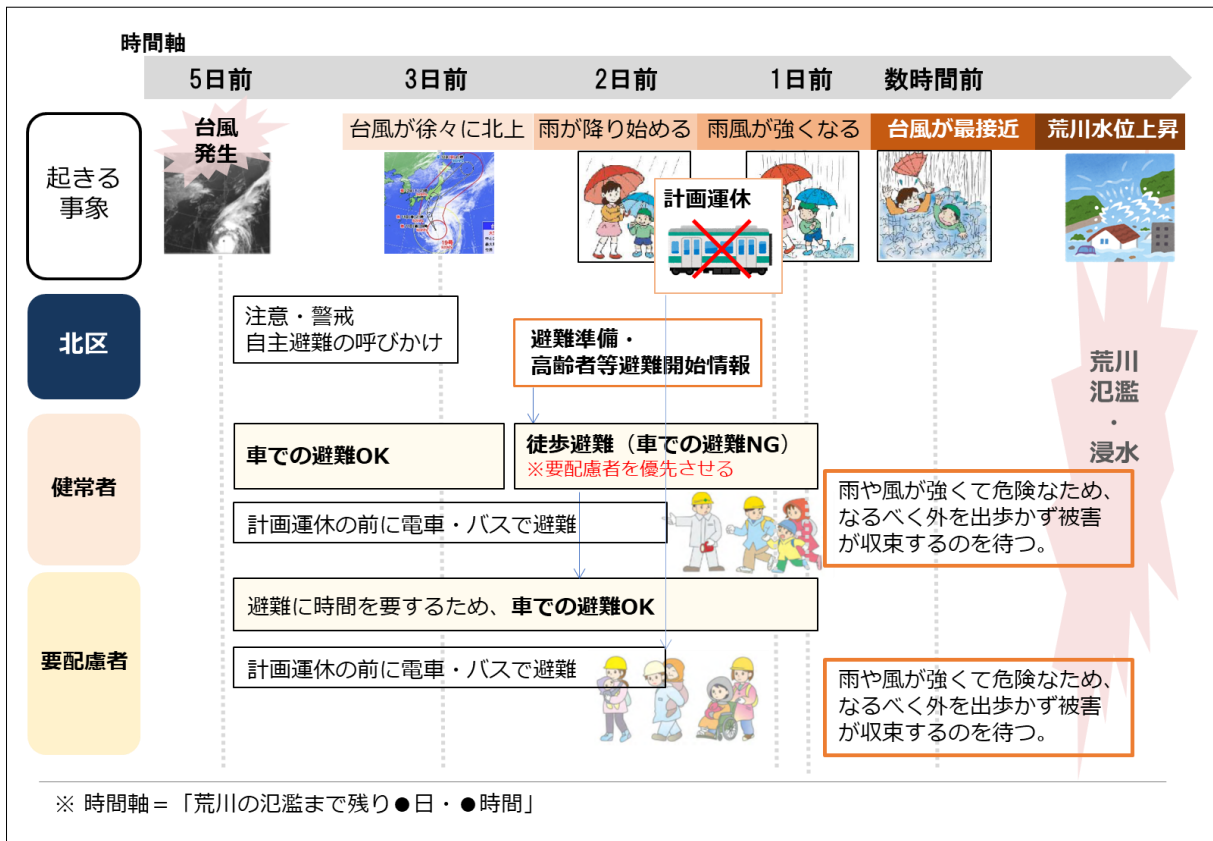 時間軸
5日前
3日前
2日前
1日前
数時間前
起きる
事象
台風
発生
台風が徐々に北上
雨が降り始める
雨風が強くなる
台風が最接近
荒川水位上昇
計画運休
北区
注意・警戒
自主避難の呼びかけ
避難準備・
高齢者等避難開始情報
荒川
氾濫
・
浸水
健常者
車での避難OK
徒歩避難（車での避難NG）
※要配慮者を優先させる
計画運休の前に電車・バスで避難
雨や風が強くて危険なため、
なるべく外を出歩かず被害
が収束するのを待つ。
要配慮者
避難に時間を要するため、車での避難OK
計画運休の前に電車・バスで避難
雨や風が強くて危険なため、
なるべく外を出歩かず被害
が収束するのを待つ。
※ 時間軸＝「荒川の氾濫まで残り●日・●時間」